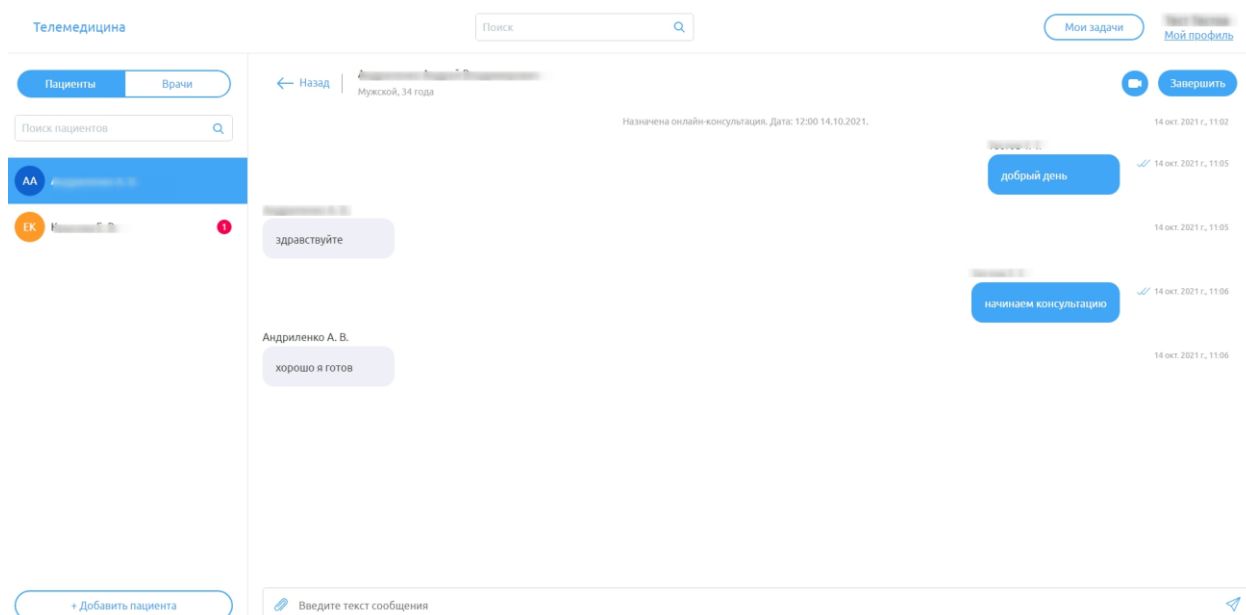 Телемедицина
Поиск
Мои задачи
Мой профиль
Пациенты
Врачи
Назад
Мужской, 34 года
Завершить
Поиск пациентов
Назначена онлайн-консультация. Дата: 12:00 14.10.2021.
14 окт. 2021 г., 11:02
14 окт. 2021 г., 11:05
добрый день
АА
ЕК
1
здравствуйте
14 окт. 2021 г., 11:05
14 окт. 2021 г., 11:06
начинаем консультацию
Андриленко А. В.
хорошо я готов
14 окт. 2021 г., 11:06
+ Добавить пациента
Введите текст сообщения